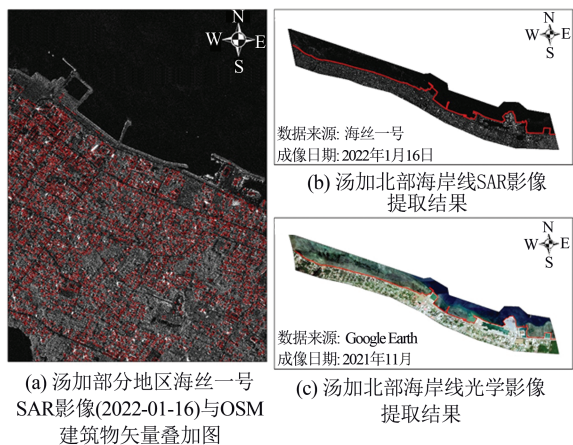 N
W E
S
(a) 汤加部分地区海丝一号
SAR影像(2022-01-16)与OSM
建筑物矢量叠加图
N
W E
S
数据来源: 海丝一号
成像日期: 2022年1月16日
(b) 汤加北部海岸线SAR影像
提取结果
N
W E
S
数据来源: Google Earth
成像日期: 2021年11月
(c) 汤加北部海岸线光学影像
提取结果